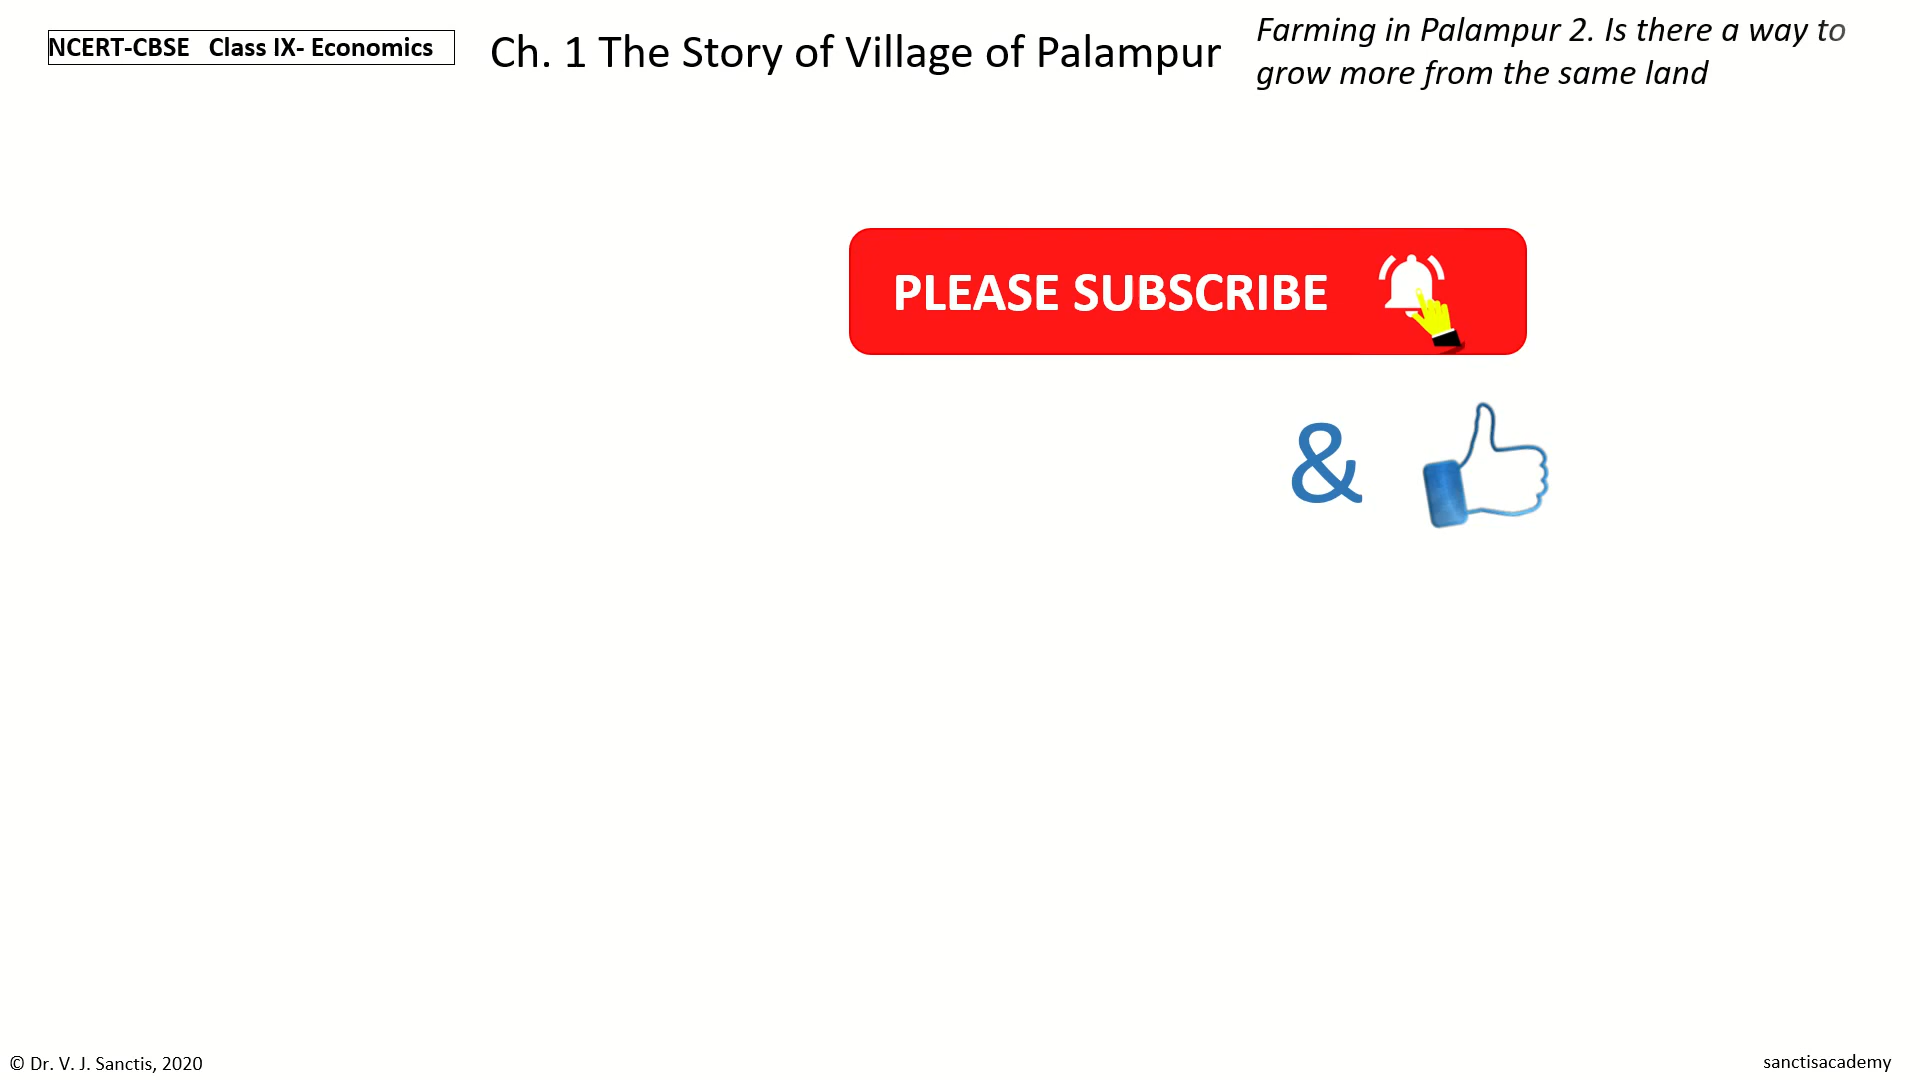 NCERT-CBSE Class IX- Economics
Ch. 1 The Story of Village of Palampur
Farming in Palampur 2. Is there a way to
grow more from the same land
PLEASE SUBSCRIBE
&
© Dr. V. J. Sanctis, 2020
sanctisacademy